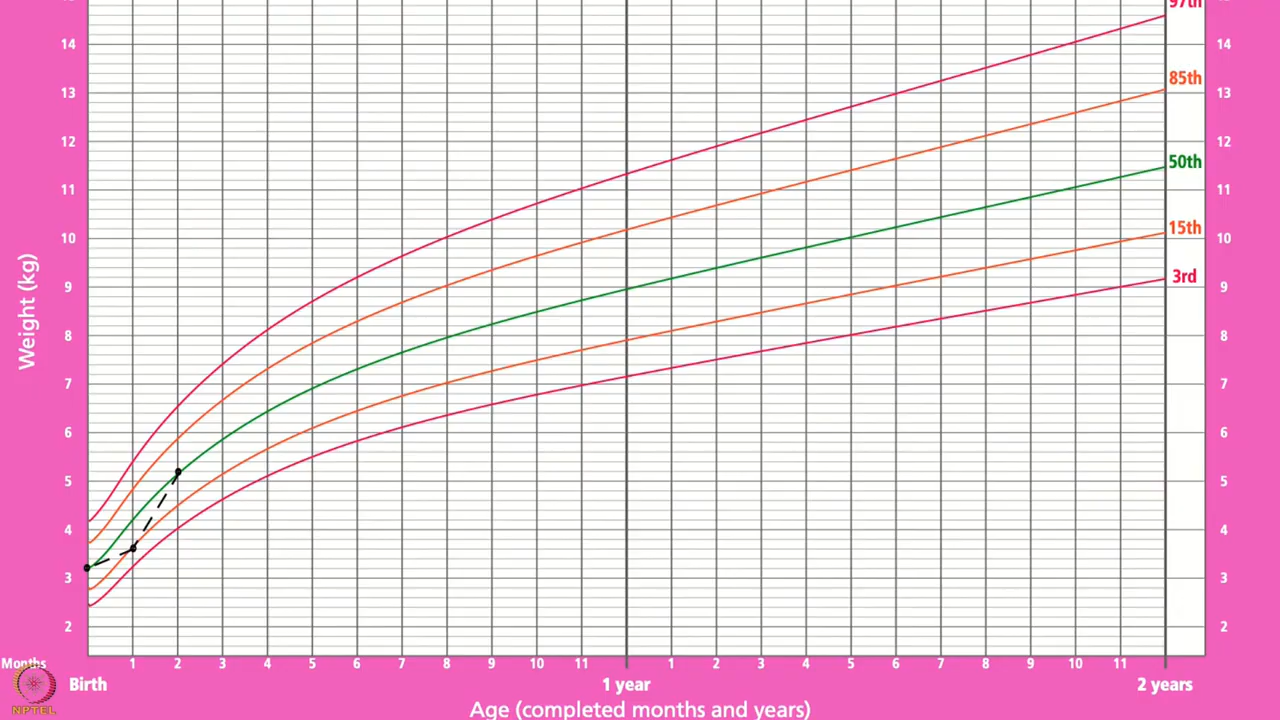 97th
14 14
85th
13 13
12 12
50th
11 11
15th
10 10
3rd
9 9
Weight (kg)
8 8
7 7
6 6
5 5
4 4
3 3
2 2
Months 1 2 3 4 5 6 7 8 9 10 11 1 2 3 4 5 6 7 8 9 10 11
Birth 1 year 2 years
Age (completed months and years)
NPTEL